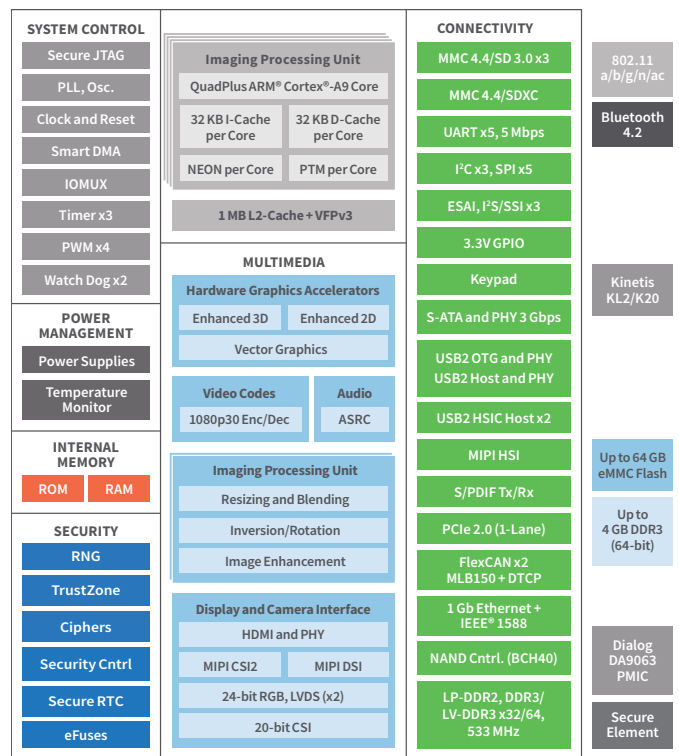 SYSTEM CONTROL
Secure JTAG
PLL, Osc.
Clock and Reset
Smart DMA
IOMUX
Timer x3
PWM x4
Watch Dog x2
POWER
MANAGEMENT
Power Supplies
Temperature
Monitor
INTERNAL
MEMORY
ROM
RAM
SECURITY
RNG
TrustZone
Ciphers
Security Cntrl
Secure RTC
eFuses
Imaging Processing Unit
QuadPlus ARM® Cortex®-A9 Core
32 KB I-Cache
per Core
32 KB D-Cache
per Core
NEON per Core
PTM per Core
1 MB L2-Cache + VFPv3
MULTIMEDIA
Hardware Graphics Accelerators
Enhanced 3D
Enhanced 2D
Vector Graphics
Video Codes
1080p30 Enc/Dec
Audio
ASRC
Imaging Processing Unit
Resizing and Blending
Inversion/Rotation
Image Enhancement
Display and Camera Interface
HDMI and PHY
MIPI CSI2
MIPI DSI
24-bit RGB, LVDS (x2)
20-bit CSI
CONNECTIVITY
MMC 4.4/SD 3.0 x3
MMC 4.4/SDXC
UART x5, 5 Mbps
I²C x3, SPI x5
ESAI, I²S/SSI x3
3.3V GPIO
Keypad
S-ATA and PHY 3 Gbps
USB2 OTG and PHY
USB2 Host and PHY
USB2 HSIC Host x2
MIPI HSI
S/PDIF Tx/Rx
PCIe 2.0 (1-Lane)
FlexCAN x2
MLB150 + DTCP
1 Gb Ethernet +
IEEE® 1588
NAND Cntrl. (BCH40)
LP-DDR2, DDR3/
LV-DDR3 x32/64,
533 MHz
802.11
a/b/g/n/ac
Bluetooth
4.2
Kinetis
KL2/K20
Up to 64 GB
eMMC Flash
Up to
4 GB DDR3
(64-bit)
Dialog
DA9063
PMIC
Secure
Element